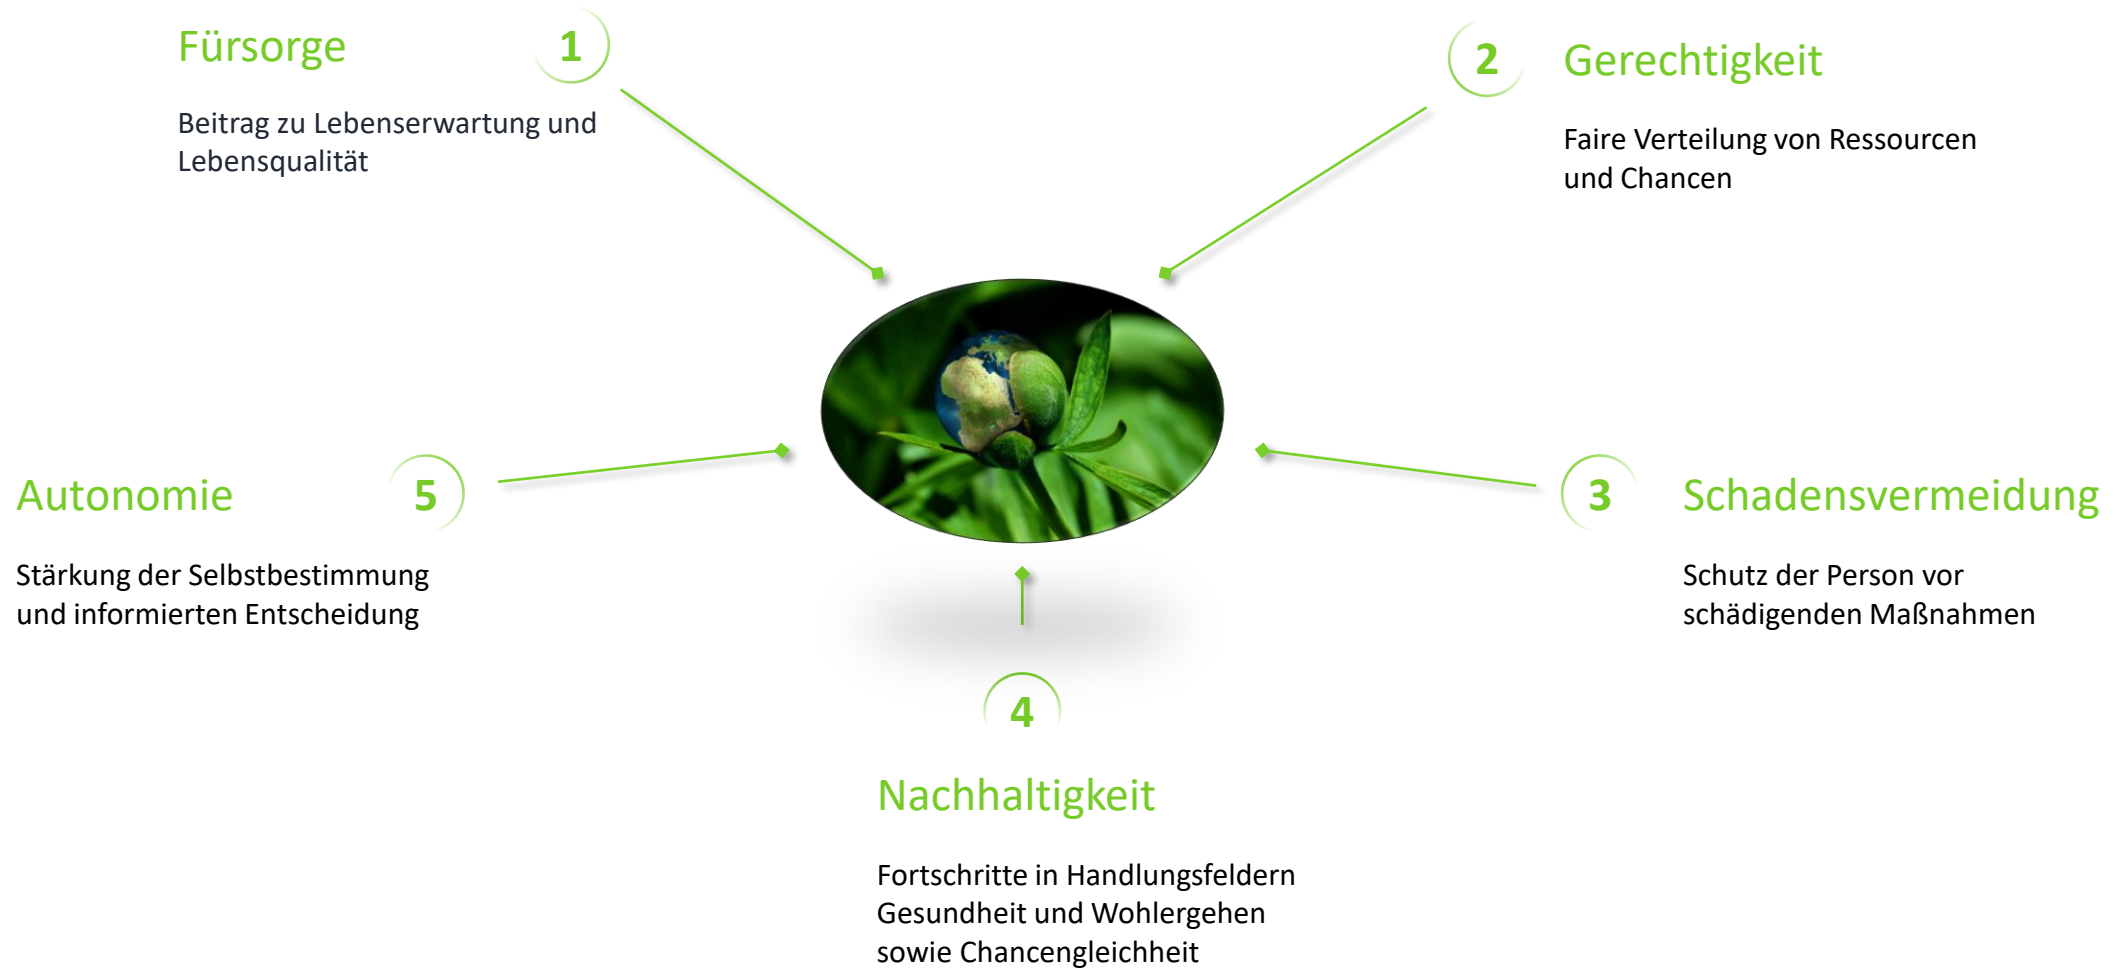 Fürsorge
1
Beitrag zu Lebenserwartung und
Lebensqualität
2
Gerechtigkeit
Faire Verteilung von Ressourcen
und Chancen
3
Schadensvermeidung
Schutz der Person vor
schädigenden Maßnahmen
4
Nachhaltigkeit
Fortschritte in Handlungsfeldern
Gesundheit und Wohlergehen
sowie Chancengleichheit
Autonomie
5
Stärkung der Selbstbestimmung
und informierten Entscheidung